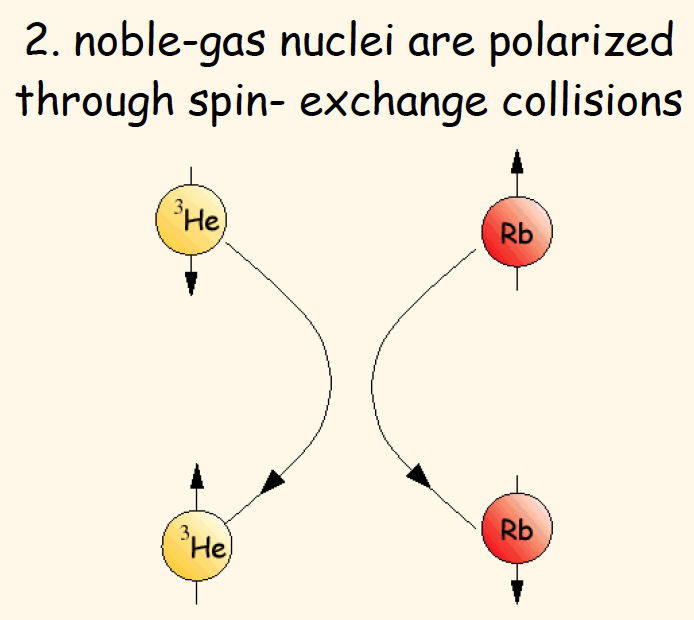 2. noble-gas nuclei are polarized
through spin- exchange collisions
³He
Rb
³He
Rb